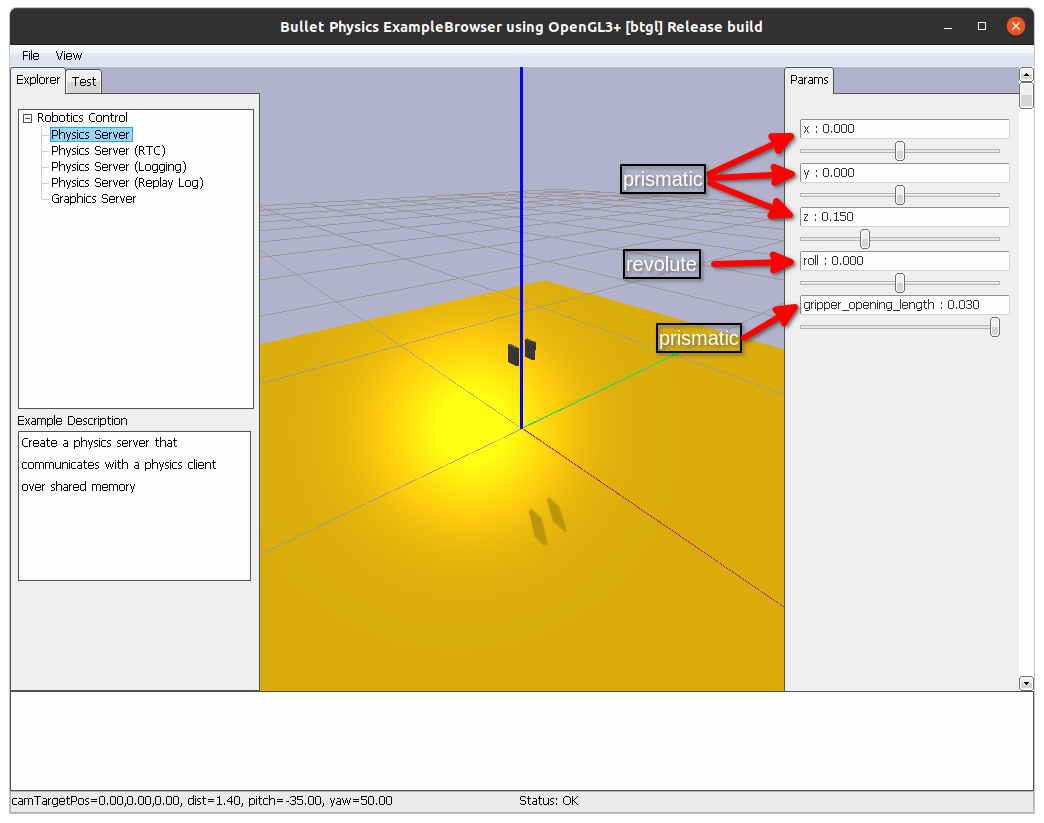 Bullet Physics ExampleBrowser using OpenGL3+ [btgl] Release build
File View
Explorer Test
Robotics Control
Physics Server
Physics Server (RTC)
Physics Server (Logging)
Physics Server (Replay Log)
Graphics Server
Example Description
Create a physics server that
communicates with a physics client
over shared memory
prismatic
revolute
prismatic
Params
x : 0.000
y : 0.000
z : 0.150
roll : 0.000
gripper_opening_length : 0.030
camTargetPos=0.00,0.00,0.00, dist=1.40, pitch=-35.00, yaw=50.00
Status: OK